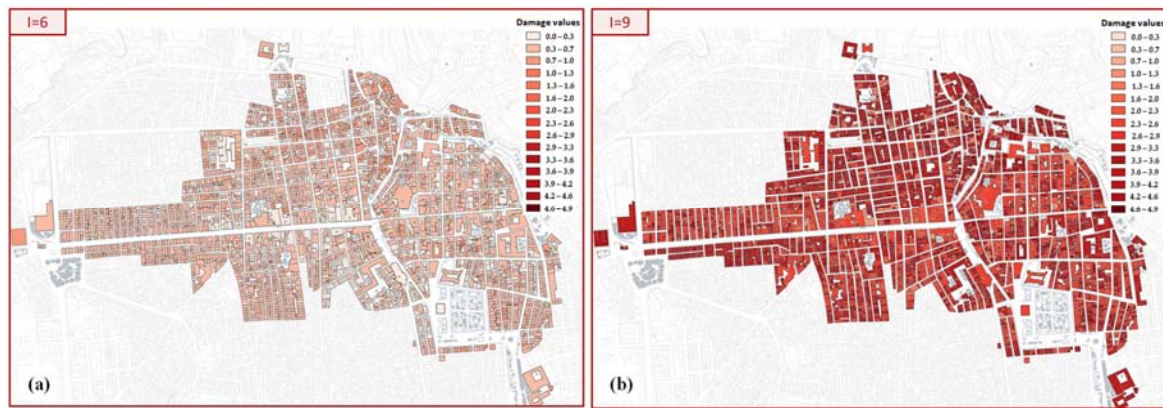 I=6
Damage values
0.0 – 0.3
0.3 – 0.7
0.7 – 1.0
1.0 – 1.3
1.3 – 1.6
1.6 – 2.0
2.0 – 2.3
2.3 – 2.6
2.6 – 2.9
2.9 – 3.3
3.3 – 3.6
3.6 – 3.9
3.9 – 4.2
4.2 – 4.6
4.6 – 4.9
(a)
I=9
Damage values
0.0 – 0.3
0.3 – 0.7
0.7 – 1.0
1.0 – 1.3
1.3 – 1.6
1.6 – 2.0
2.0 – 2.3
2.3 – 2.6
2.6 – 2.9
2.9 – 3.3
3.3 – 3.6
3.6 – 3.9
3.9 – 4.2
4.2 – 4.6
4.6 – 4.9
(b)